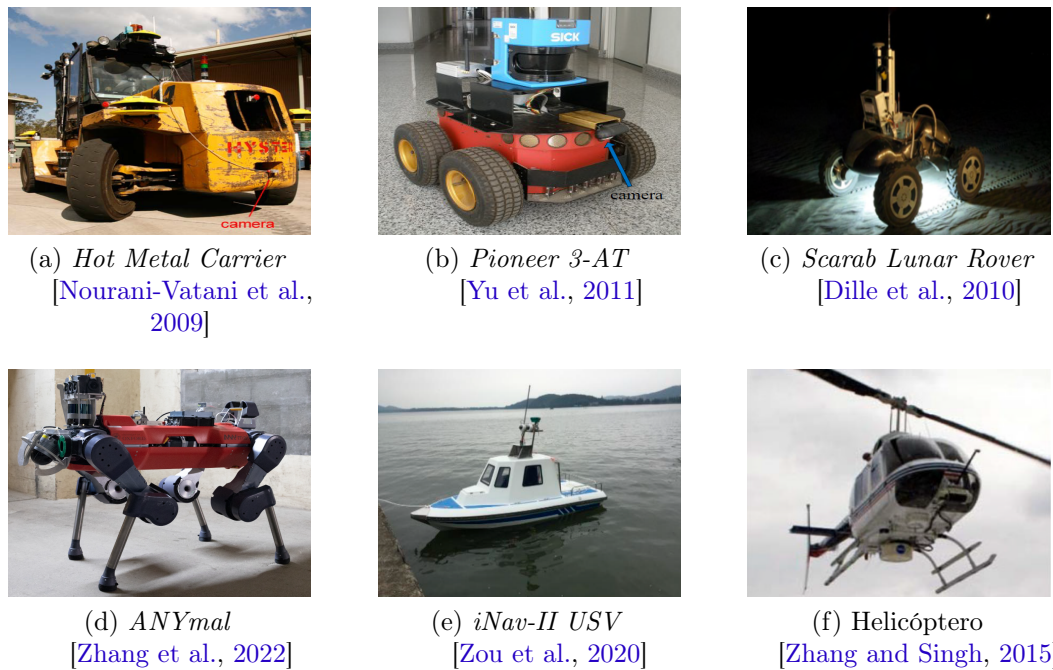 HYSTER
camera
SICK
camera
(a) Hot Metal Carrier
[Nourani-Vatani et al.,
2009]
(b) Pioneer 3-AT
[Yu et al., 2011]
(c) Scarab Lunar Rover
[Dille et al., 2010]
(d) ANYmal
[Zhang et al., 2022]
(e) iNav-II USV
[Zou et al., 2020]
(f) Helicóptero
[Zhang and Singh, 2015